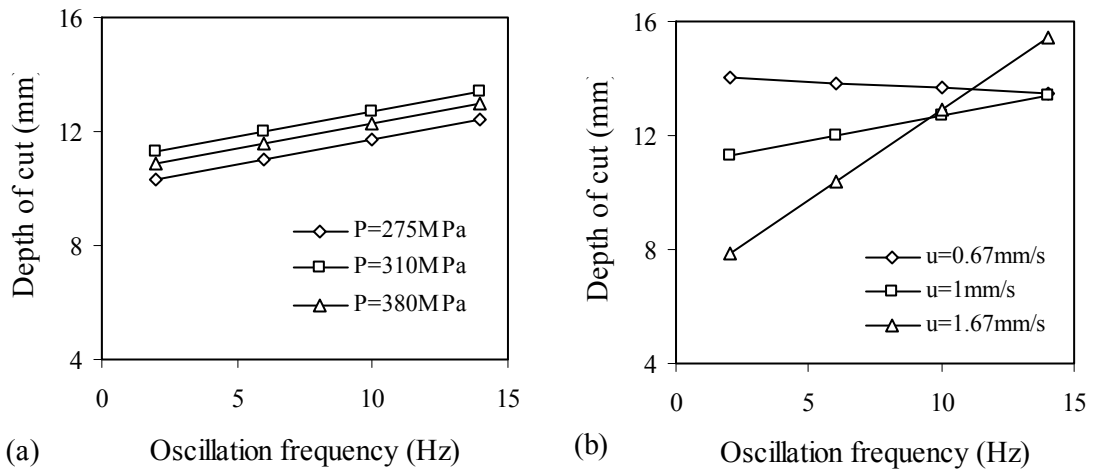 16
12
8
4
0
5
10
15
Depth of cut (mm)
P=275MPa
P=310MPa
P=380MPa
(a)
Oscillation frequency (Hz)
16
12
8
4
0
5
10
15
Depth of cut (mm)
u=0.67mm/s
u=1mm/s
u=1.67mm/s
(b)
Oscillation frequency (Hz)